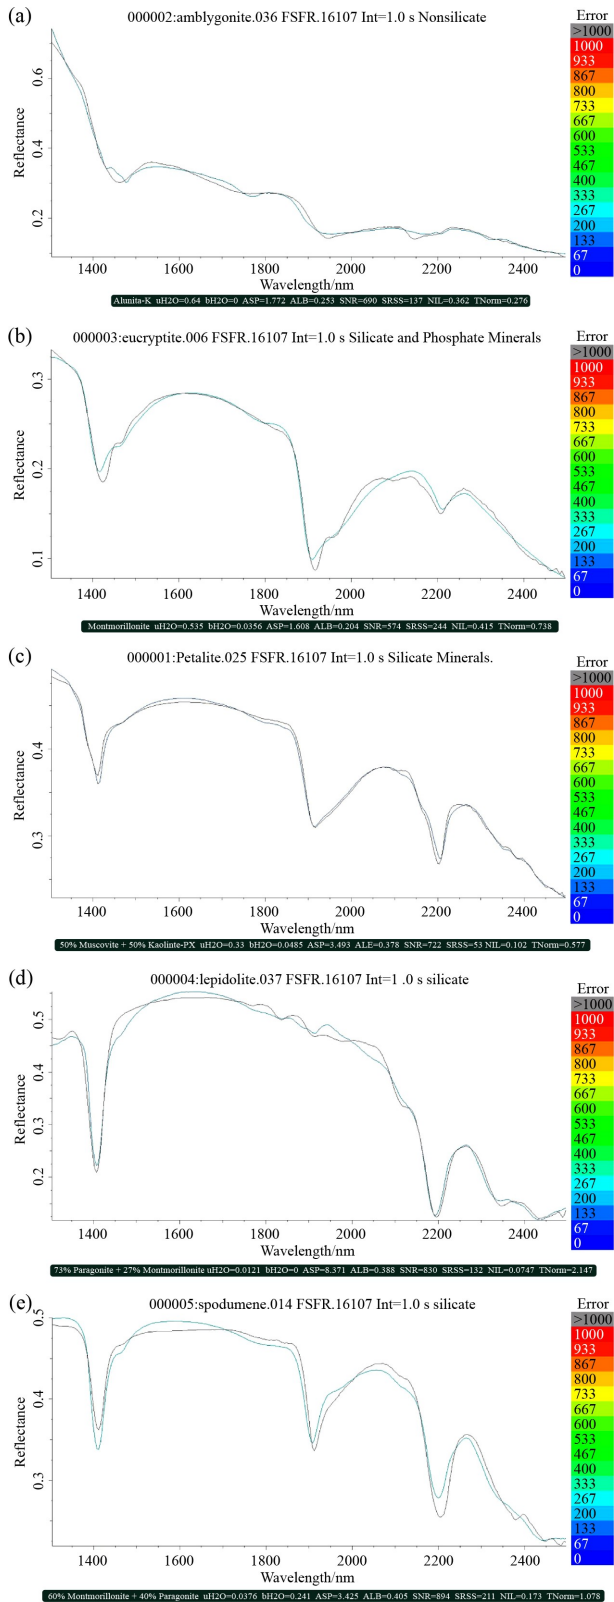 (a)
000002:amblygonite.036 FSFR.16107 Int=1.0 s Nonsilicate
Error
>1000
1000
933
867
800
733
667
600
533
467
400
333
267
200
133
67
0
Reflectance
0.6
0.4
0.2
1400 1600 1800 2000 2200 2400
Wavelength/nm
Alunita-K uH2O=0.64 bH2O=0 ASP=1.772 ALB=0.253 SNR=690 SRSS=137 NIL=0.362 TNorm=0.276
(b)
000003:eucryptite.006 FSFR.16107 Int=1.0 s Silicate and Phosphate Minerals
Error
>1000
1000
933
867
800
733
667
600
533
467
400
333
267
200
133
67
0
Reflectance
0.3
0.2
0.1
1400 1600 1800 2000 2200 2400
Wavelength/nm
Montmorillonite uH2O=0.535 bH2O=0.0356 ASP=1.608 ALB=0.204 SNR=574 SRSS=244 NIL=0.415 TNorm=0.738
(c)
000001:Petalite.025 FSFR.16107 Int=1.0 s Silicate Minerals.
Error
>1000
1000
933
867
800
733
667
600
533
467
400
333
267
200
133
67
0
Reflectance
0.4
0.3
1400 1600 1800 2000 2200 2400
Wavelength/nm
50% Muscovite + 50% Kaolinte-PX uH2O=0.33 bH2O=0.0485 ASP=3.493 ALE=0.378 SNR=722 SRSS=53 NIL=0.102 TNorm=0.577
(d)
000004:lepidolite.037 FSFR.16107 Int=1 .0 s silicate
Error
>1000
1000
933
867
800
733
667
600
533
467
400
333
267
200
133
67
0
Reflectance
0.5
0.4
0.3
0.2
1400 1600 1800 2000 2200 2400
Wavelength/nm
73% Paragonite + 27% Montmorillonite uH2O=0.0121 bH2O=0 ASP=8.371 ALB=0.388 SNR=830 SRSS=132 NIL=0.0747 TNorm=2.147
(e)
000005:spodumene.014 FSFR.16107 Int=1.0 s silicate
Error
>1000
1000
933
867
800
733
667
600
533
467
400
333
267
200
133
67
0
Reflectance
0.5
0.4
0.3
1400 1600 1800 2000 2200 2400
Wavelength/nm
60% Montmorillonite + 40% Paragonite uH2O=0.0376 bH2O=0.241 ASP=3.425 ALB=0.405 SNR=894 SRSS=211 NIL=0.173 TNorm=1.078